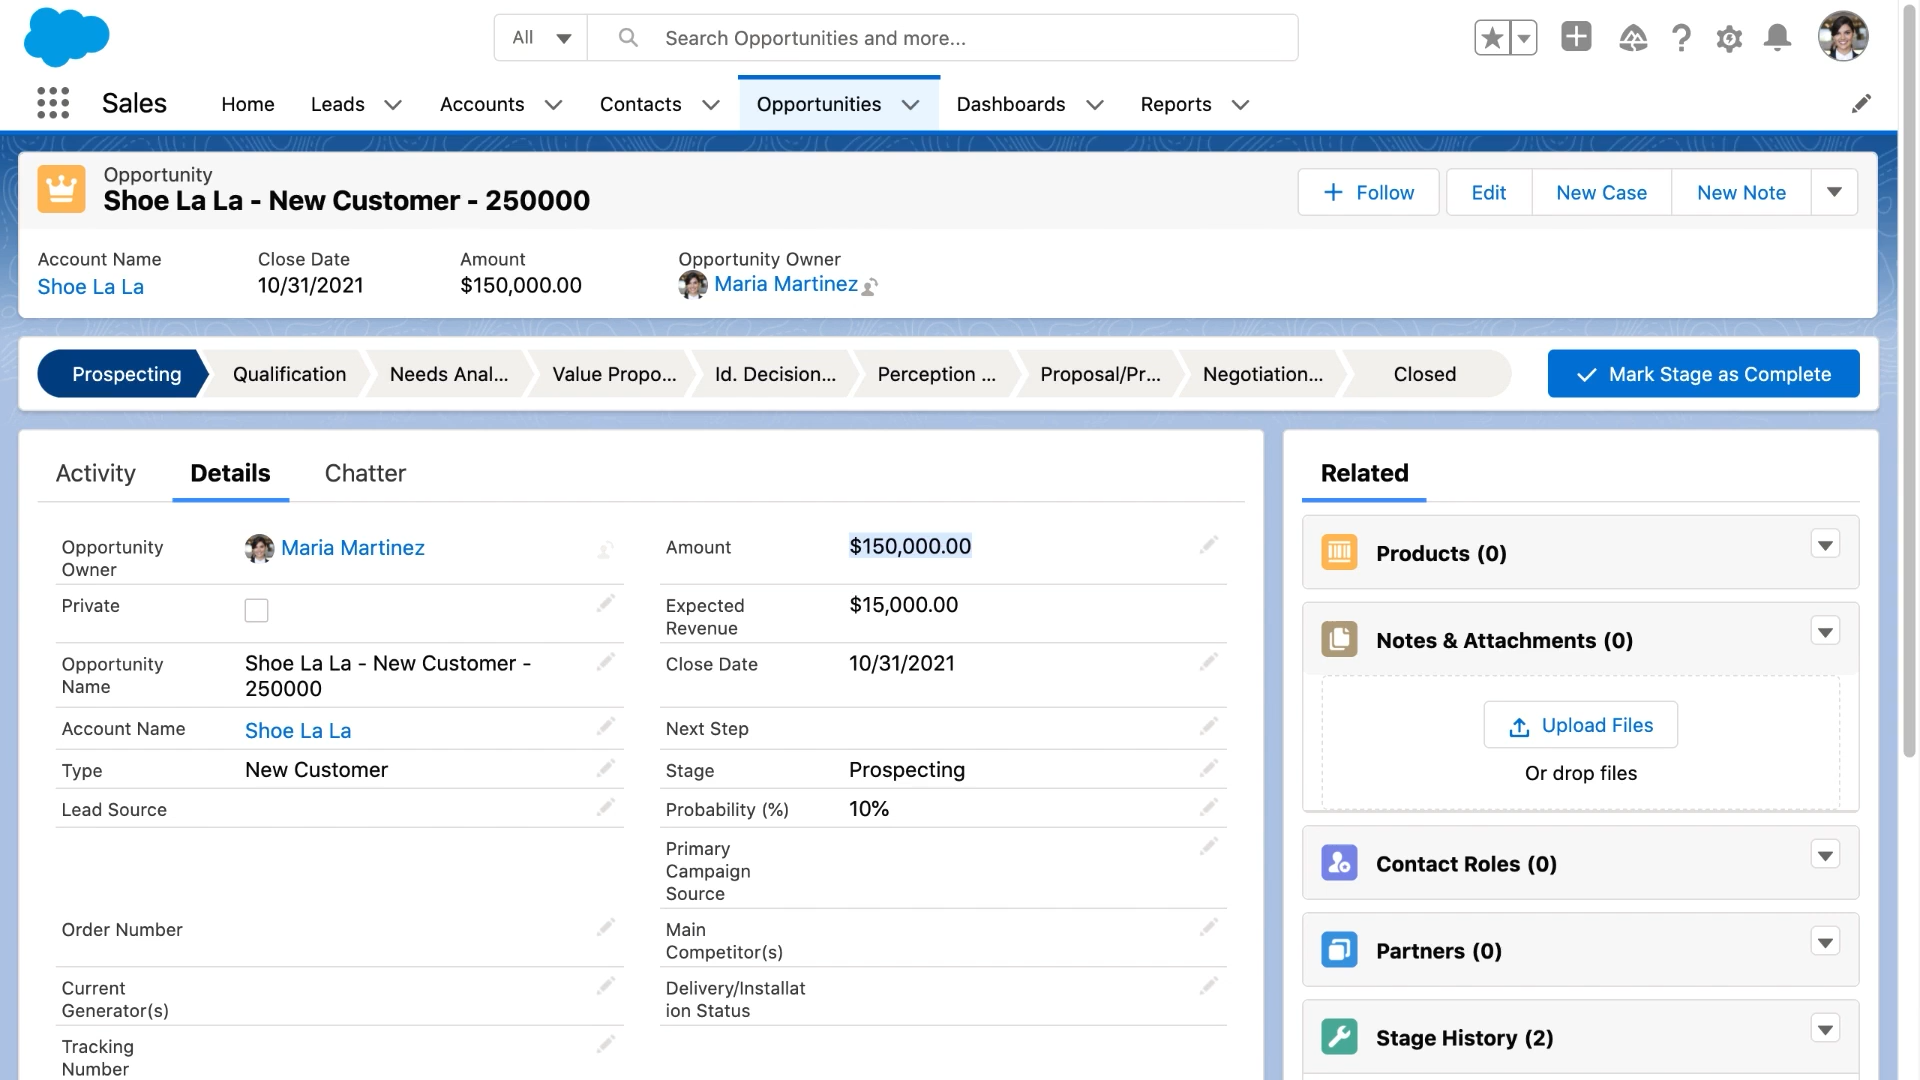 All
Search Opportunities and more...
Sales
Home
Leads
Accounts
Contacts
Opportunities
Dashboards
Reports
Opportunity
Shoe La La - New Customer - 250000
Follow
Edit
New Case
New Note
Account Name
Close Date
Amount
Opportunity Owner
Shoe La La
10/31/2021
$150,000.00
Maria Martinez
Prospecting
Qualification
Needs Anal...
Value Propo...
Id. Decision...
Perception ...
Proposal/Pr...
Negotiation...
Closed
Mark Stage as Complete
Activity
Details
Chatter
Opportunity
Owner
Maria Martinez
Amount
$150,000.00
Private
Expected
Revenue
$15,000.00
Opportunity
Name
Shoe La La - New Customer -
250000
Close Date
10/31/2021
Account Name
Shoe La La
Next Step
Type
New Customer
Stage
Prospecting
Lead Source
Probability (%)
10%
Primary
Campaign
Source
Order Number
Main
Competitor(s)
Current
Generator(s)
Delivery/Installat
ion Status
Tracking
Number
Related
Products (0)
Notes & Attachments (0)
Upload Files
Or drop files
Contact Roles (0)
Partners (0)
Stage History (2)